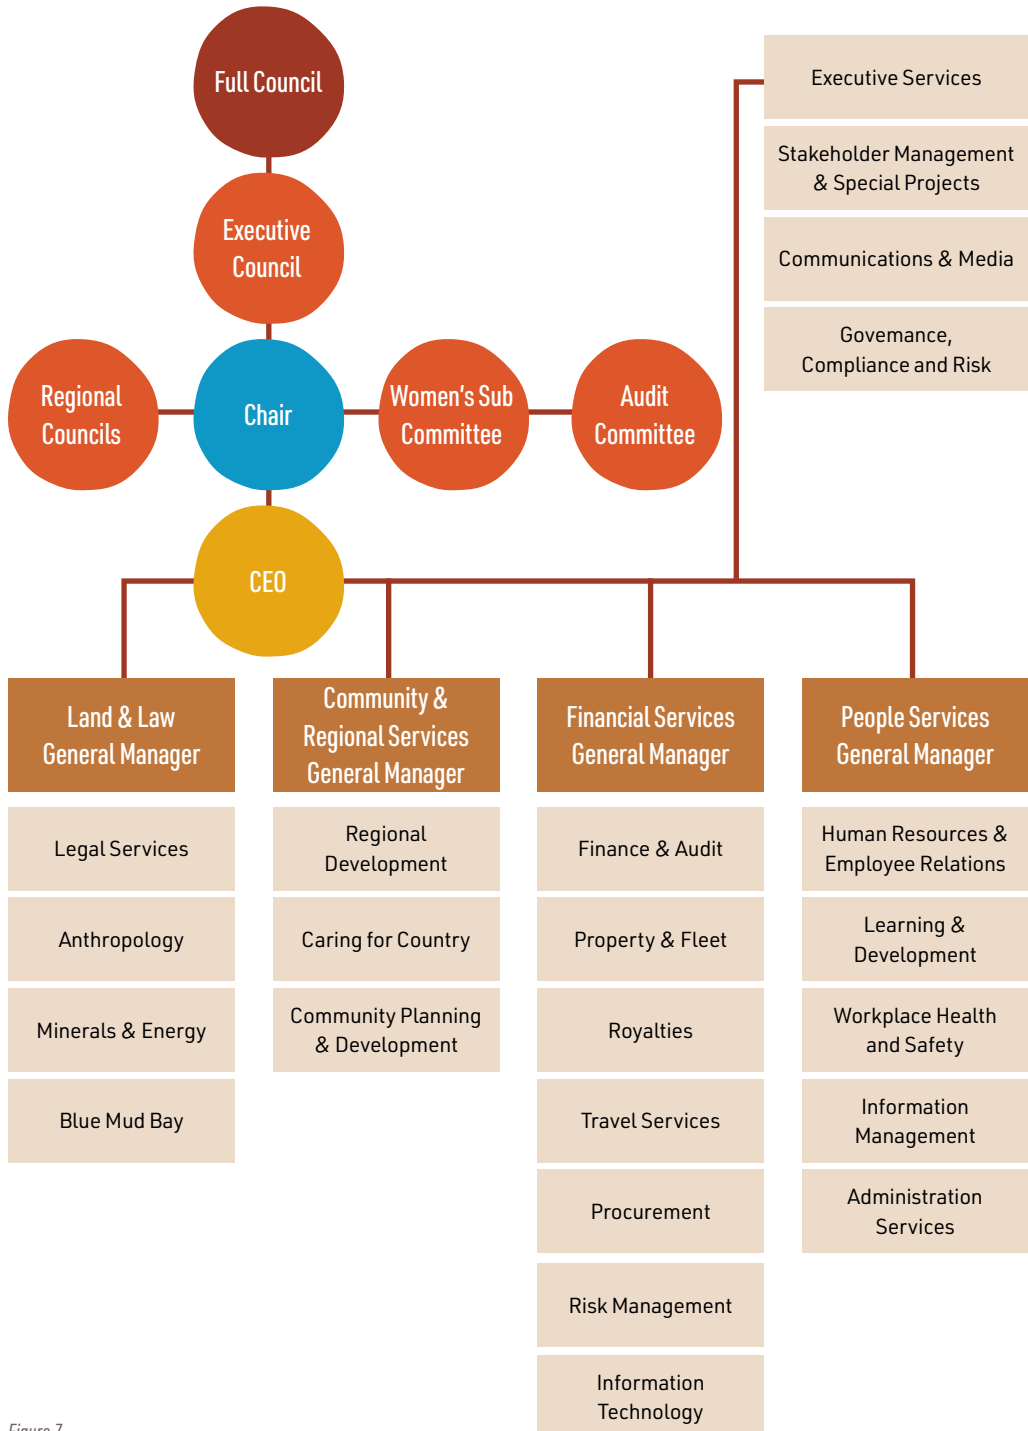 Full Council
Executive
Council
Regional
Councils
Chair
Women's Sub
Committee
Audit
Committee
CEO
Executive Services
Stakeholder Management
& Special Projects
Communications & Media
Governance,
Compliance and Risk
Land & Law
General Manager
Legal Services
Anthropology
Minerals & Energy
Blue Mud Bay
Community &
Regional Services
General Manager
Regional
Development
Caring for Country
Community Planning
& Development
Financial Services
General Manager
Finance & Audit
Property & Fleet
Royalties
Travel Services
Procurement
Risk Management
Information
Technology
People Services
General Manager
Human Resources &
Employee Relations
Learning &
Development
Workplace Health
and Safety
Information
Management
Administration
Services
Figure 7